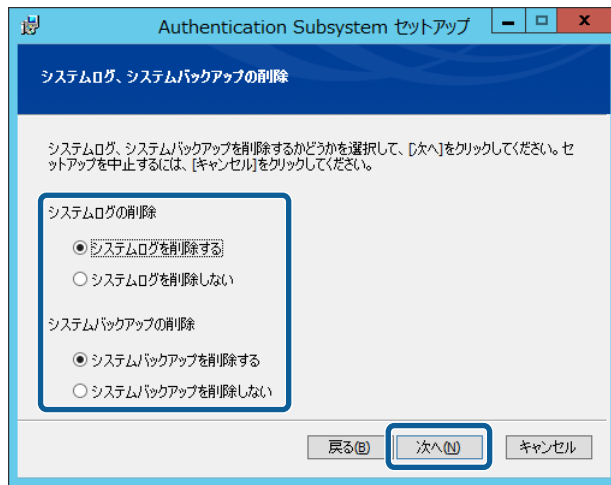 Authentication Subsystem セットアップ
システムログ、システムバックアップの削除
システムログ、システムバックアップを削除するかどうかを選択して、[次へ]をクリックしてください。セ
ットアップを中止するには、[キャンセル]をクリックしてください。
システムログの削除
システムログを削除する
システムログを削除しない
システムバックアップの削除
システムバックアップを削除する
システムバックアップを削除しない
戻る(B) 次へ(N) キャンセル